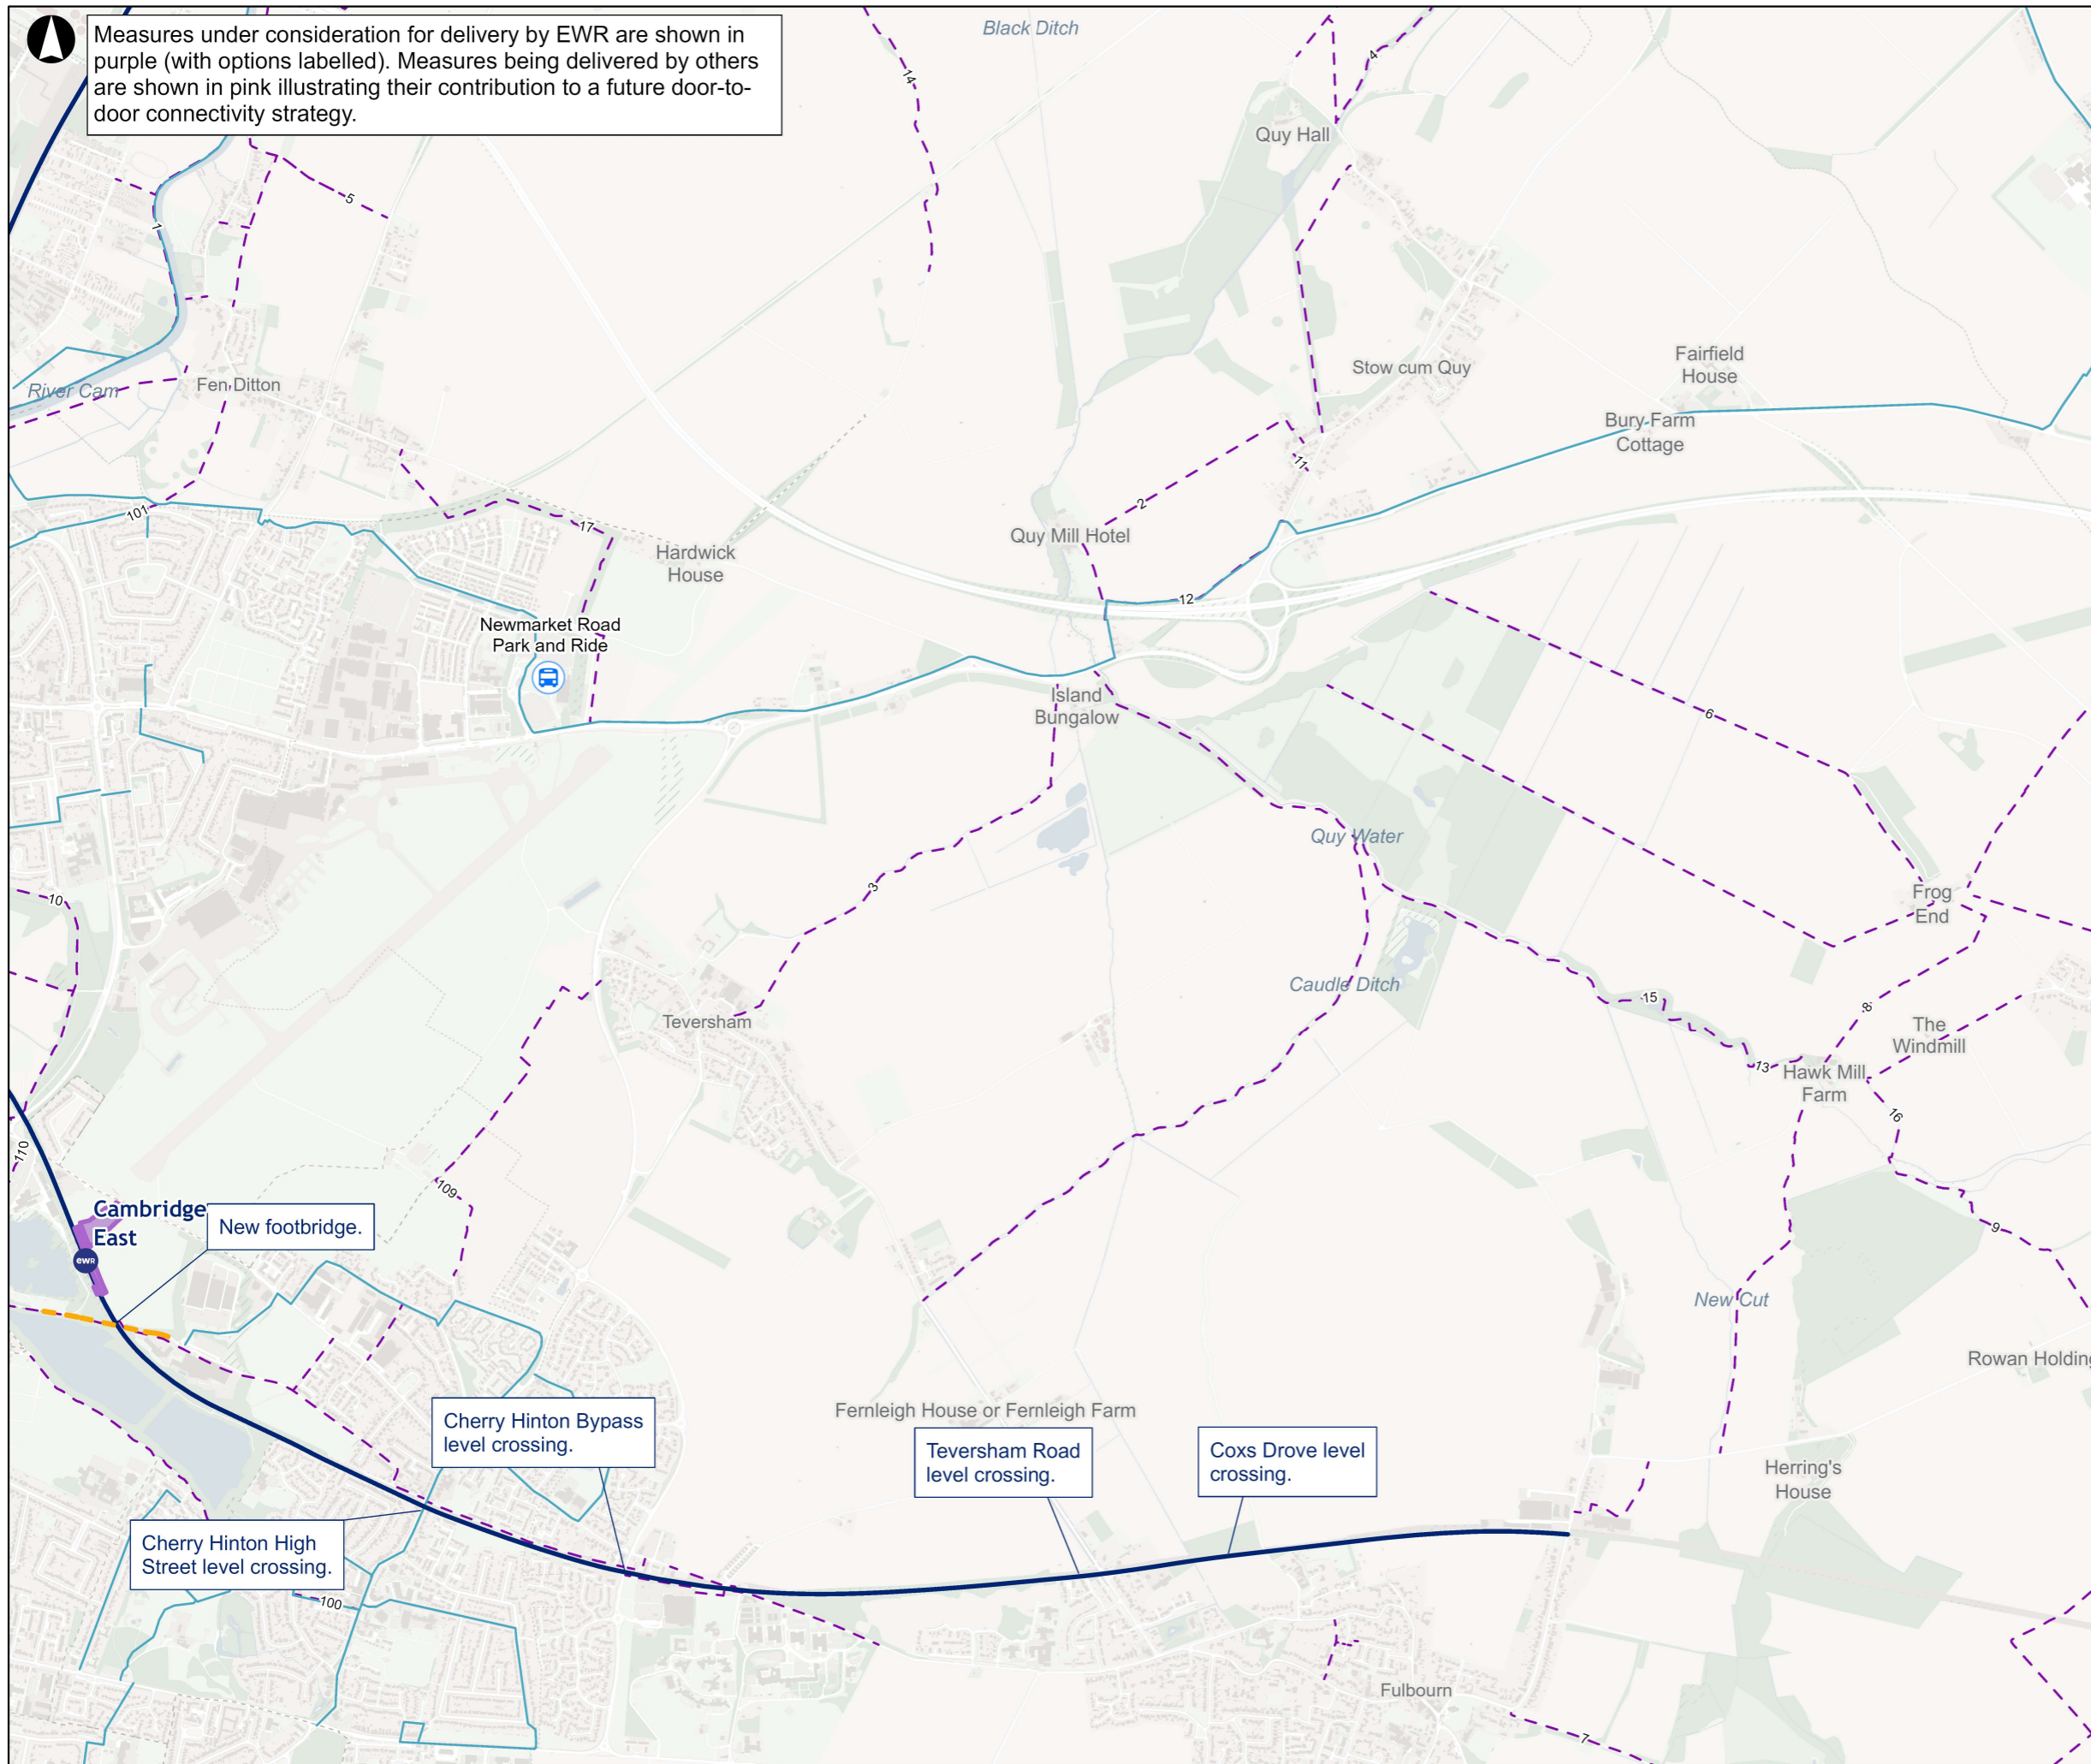 Measures under consideration for delivery by EWR are shown in
purple (with options labelled). Measures being delivered by others
are shown in pink illustrating their contribution to a future door-to-
door connectivity strategy.
Black Ditch
14
4
Quy Hall
5
1
River Cam
Fen Ditton
Stow cum Quy
Fairfield
House
Bury Farm
Cottage
11
2
101
17
Quy Mill Hotel
Hardwick
House
12
Newmarket Road
Park and Ride
Island
Bungalow
6
Quy Water
3
10
Frog
End
Caudle Ditch
15
8
Teversham
The
Windmill
13
Hawk Mill
Farm
16
110
109
Cambridge
East
ewr
New footbridge.
9
New Cut
Rowan Holding
Fernleigh House or Fernleigh Farm
Cherry Hinton Bypass
level crossing.
Teversham Road
level crossing.
Coxs Drove level
crossing.
Herring's
House
Cherry Hinton High
Street level crossing.
100
Fulbourn
7